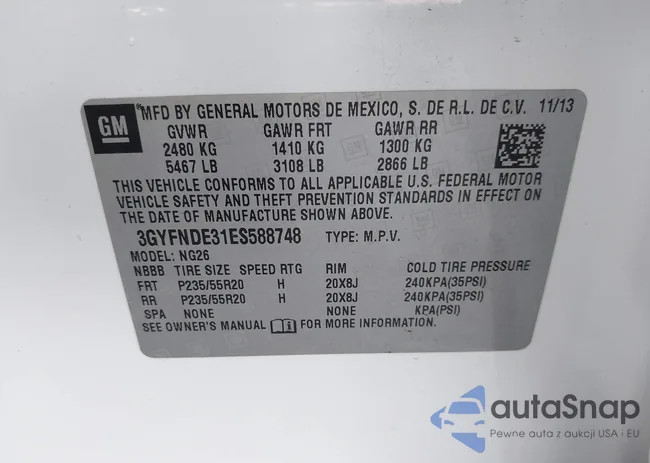 GM
MFD BY GENERAL MOTORS DE MEXICO, S. DE R.L. DE C.V. 11/13
GVWR GAWR FRT GAWR RR
2480 KG 1410 KG 1300 KG
5467 LB 3108 LB 2866 LB
THIS VEHICLE CONFORMS TO ALL APPLICABLE U.S. FEDERAL MOTOR
VEHICLE SAFETY AND THEFT PREVENTION STANDARDS IN EFFECT ON
THE DATE OF MANUFACTURE SHOWN ABOVE.
3GYFNDE31ES588748 TYPE: M.P.V.
MODEL: NG26
NBBB TIRE SIZE SPEED RTG RIM COLD TIRE PRESSURE
FRT P235/55R20 H 20X8J 240KPA(35PSI)
RR P235/55R20 H 20X8J 240KPA(35PSI)
SPA NONE NONE KPA(PSI)
SEE OWNER'S MANUAL FOR MORE INFORMATION.
autaSnap
Pewne auta z aukcji USA i EU